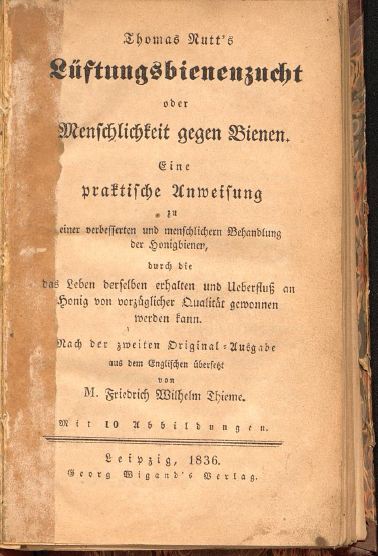 Thomas Nutt's
Lüftungsbienenzucht
oder
Menschlichkeit gegen Bienen.
Eine
praktische Anweisung
zu
einer verbesserten und menschlichern Behandlung
der Honigbienen,
durch die
das Leben derselben erhalten und Ueberfluß an
Honig von vorzüglicher Qualität gewonnen
werden kann.
Nach der zweiten Original-Ausgabe
aus dem Englischen übersetzt
von
M. Friedrich Wilhelm Thieme.
Mit 10 Abbildungen.
Leipzig, 1836.
Georg Wigand's Verlag.